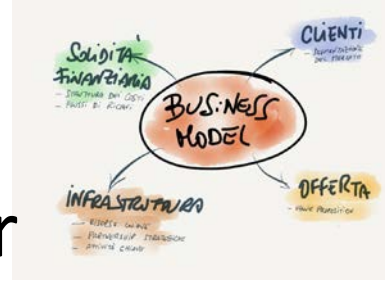 SOLIDITÀ
FINANZIARIA
- STRUTTURA DEI COSTI
- FLUSSI DI RICAVI
CLIENTI
- SEGMENTAZIONE
DEL MERCATO
BUSINESS
MODEL
INFRASTRUTTURA
- RISORSE CHIAVE
- PARTNERSHIP STRATEGICHE
- ATTIVITÀ CHIAVE
OFFERTA
- VALUE PROPOSITION
r